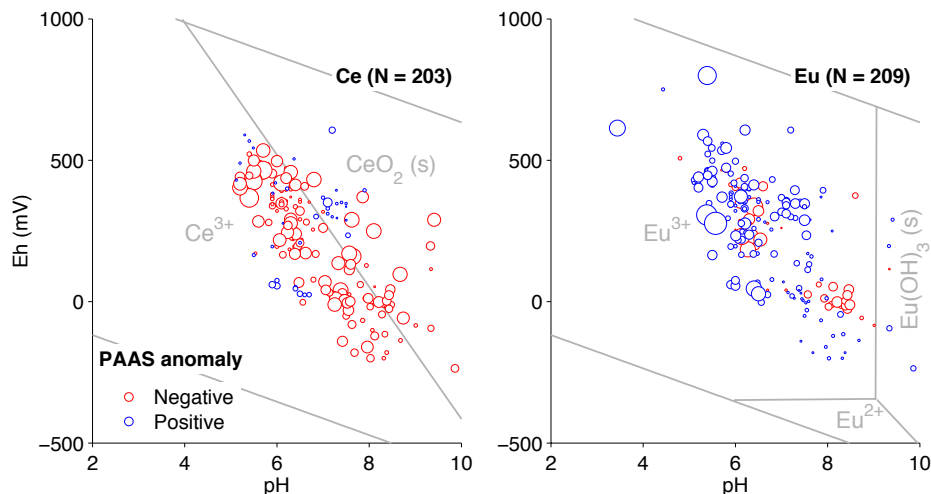 1000
500
0
−500
Eh (mV)
2
4
6
8
10
pH
Ce (N = 203)
CeO2 (s)
Ce3+
PAAS anomaly
Negative
Positive
1000
500
0
−500
2
4
6
8
10
pH
Eu (N = 209)
Eu3+
Eu(OH)3 (s)
Eu2+